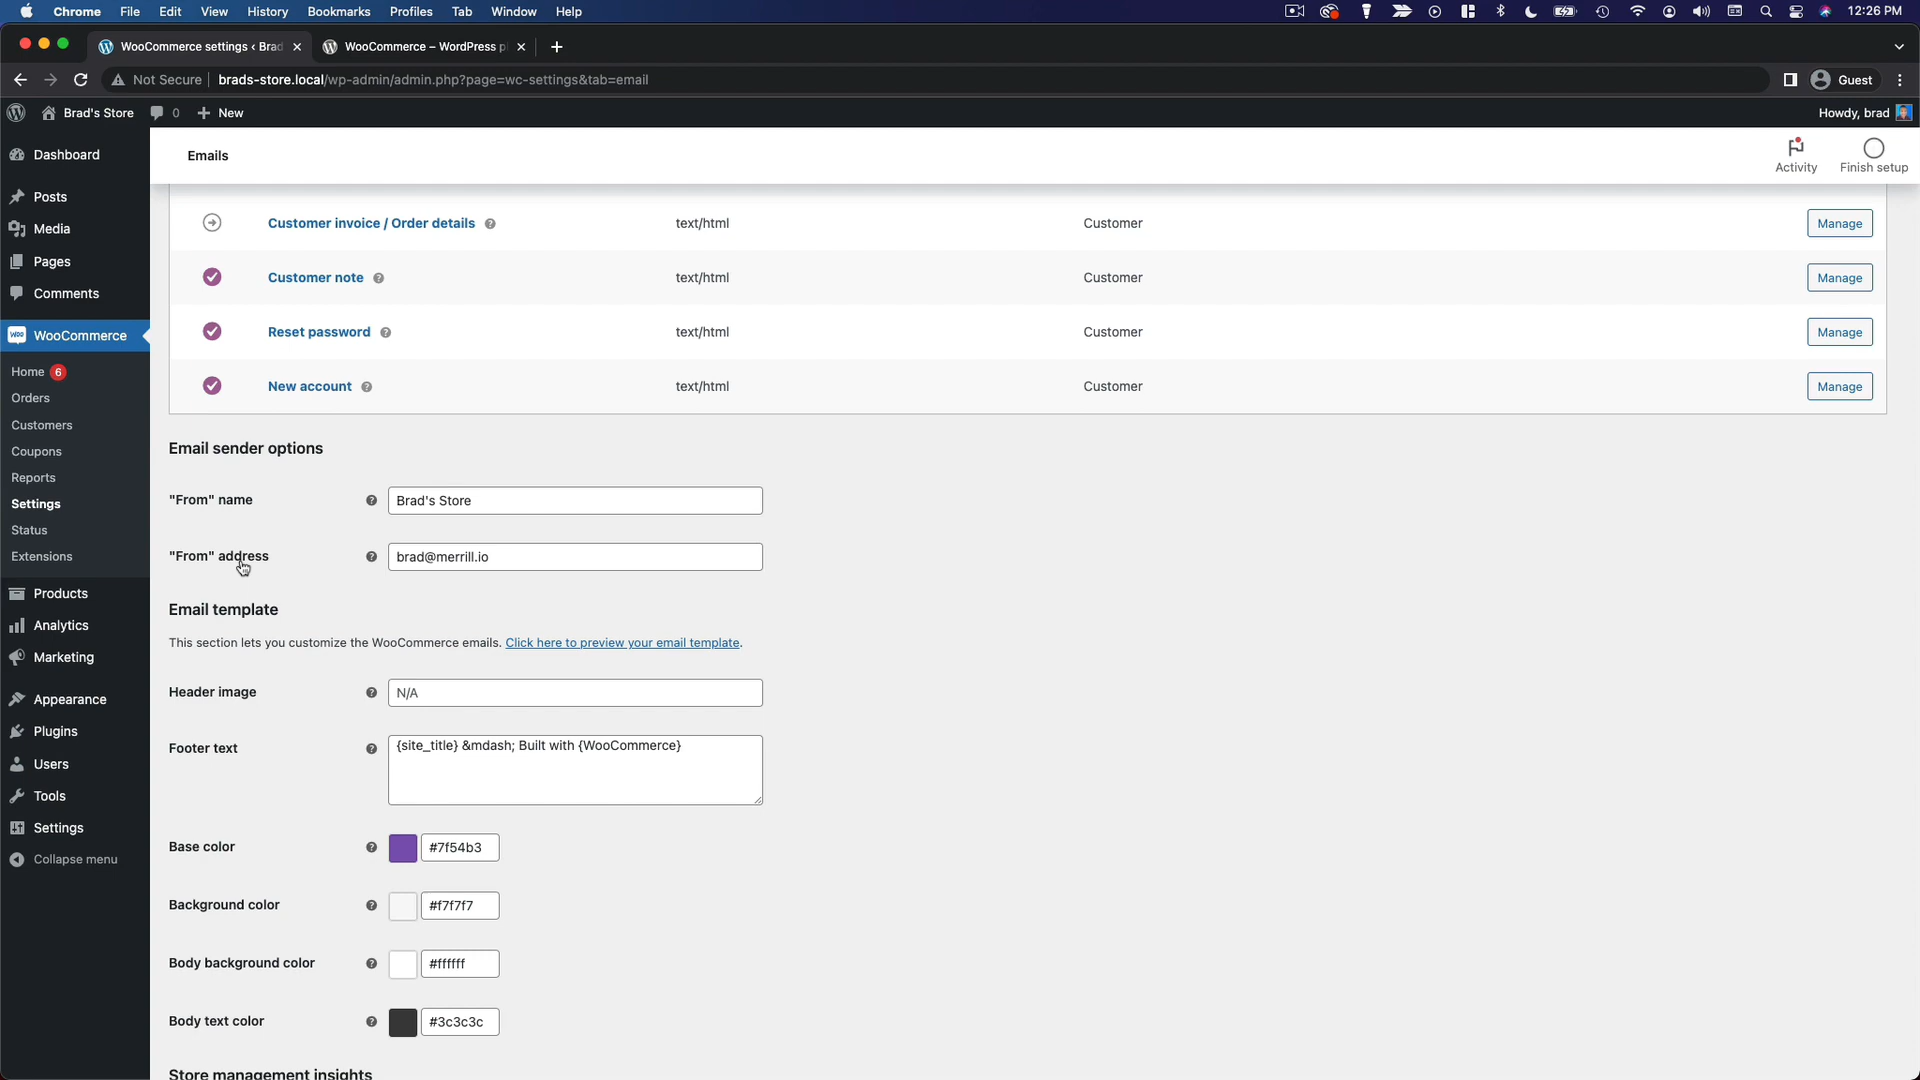 Chrome File Edit View History Bookmarks Profiles Tab Window Help 12:26 PM
WooCommerce settings ‹ Brad WooCommerce – WordPress p
Not Secure brads-store.local/wp-admin/admin.php?page=wc-settings&tab=email Guest
Brad's Store 0 New Howdy, brad
Dashboard
Posts
Media
Pages
Comments
WooCommerce
Home 6
Orders
Customers
Coupons
Reports
Settings
Status
Extensions
Products
Analytics
Marketing
Appearance
Plugins
Users
Tools
Settings
Collapse menu
Emails
Activity
Finish setup
Customer invoice / Order details text/html Customer Manage
Customer note text/html Customer Manage
Reset password text/html Customer Manage
New account text/html Customer Manage
Email sender options
"From" name Brad's Store
"From" address brad@merrill.io
Email template
This section lets you customize the WooCommerce emails. Click here to preview your email template.
Header image N/A
Footer text {site_title} &mdash; Built with {WooCommerce}
Base color #7f54b3
Background color #f7f7f7
Body background color #ffffff
Body text color #3c3c3c
Store management insights